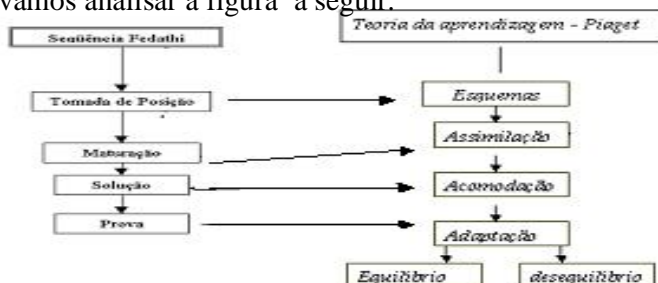 vamos analisar a figura a seguir:
Seqüência Fedathi
Teoria da aprendizagem - Piaget
Tomada de Posição
Esquemas
Maturação
Assimilação
Solução
Acomodação
Prova
Adaptação
Equilíbrio
desequilíbrio